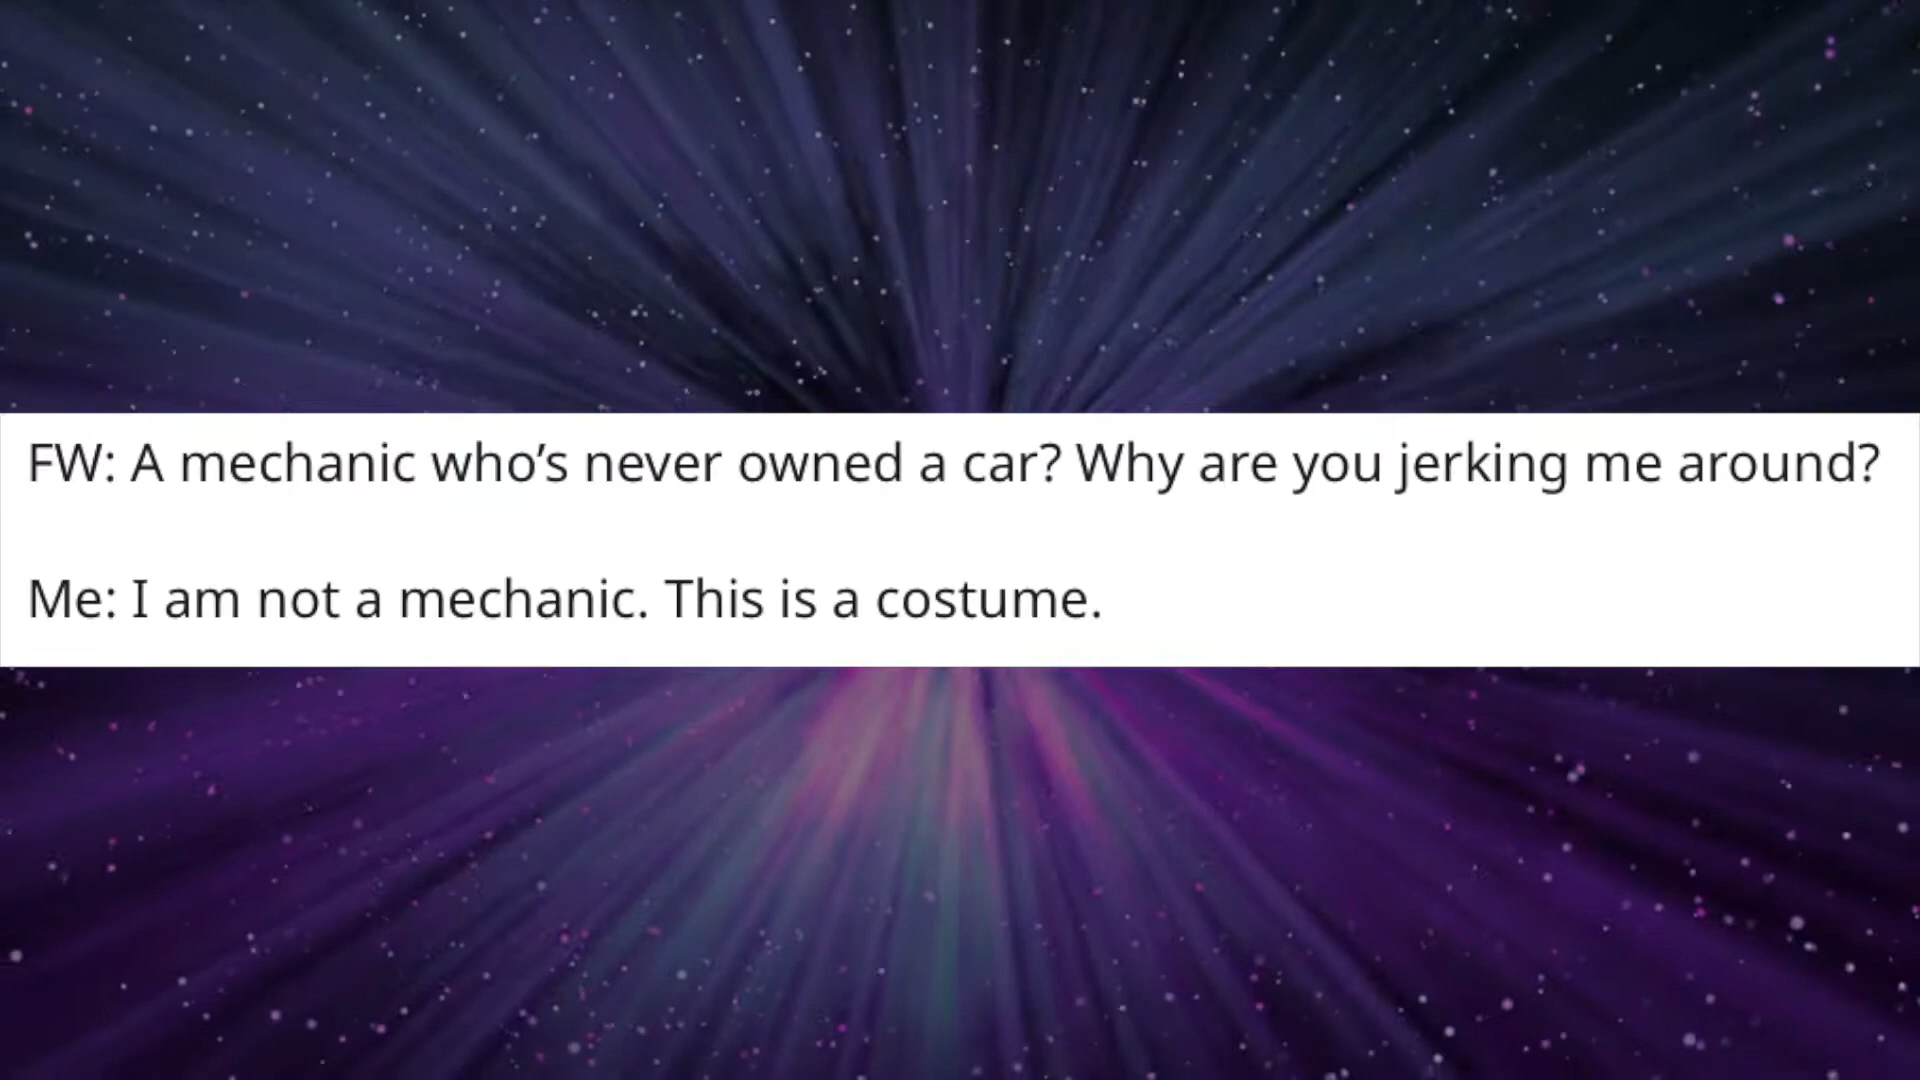 FW: A mechanic who’s never owned a car? Why are you jerking me around?
Me: I am not a mechanic. This is a costume.